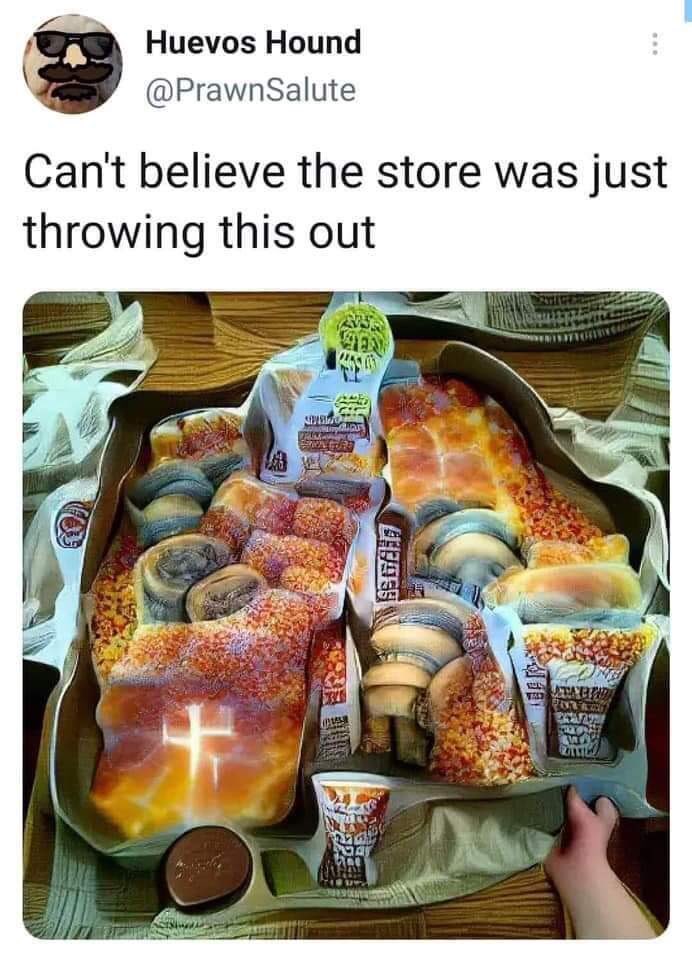 Huevos Hound
@PrawnSalute
Can't believe the store was just
throwing this out